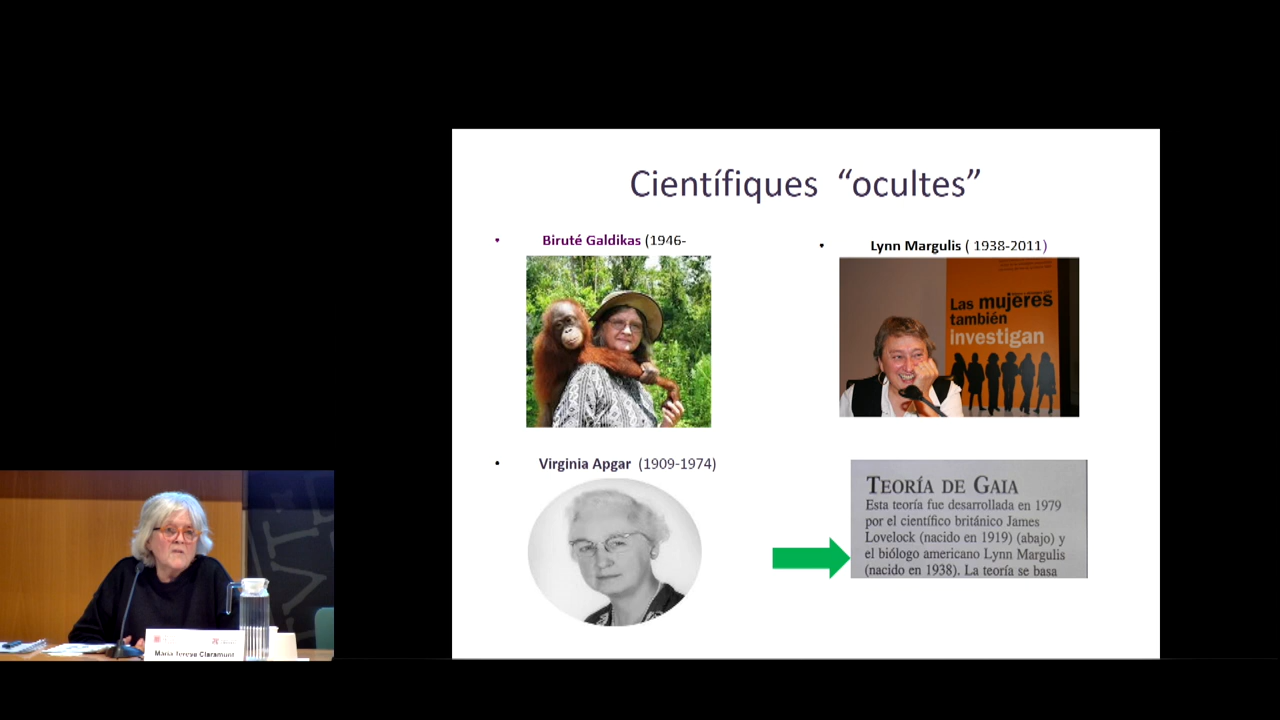 Científiques “ocultes”
• Biruté Galdikas (1946-
• Lynn Margulis ( 1938-2011)
Las mujeres
también
investigan
• Virginia Apgar (1909-1974)
TEORÍA DE GAIA
Esta teoría fue desarrollada en 1979
por el científico británico James
Lovelock (nacido en 1919) (abajo) y
el biólogo americano Lynn Margulis
(nacido en 1938). La teoría se basa
Maria Teresa Claramunt